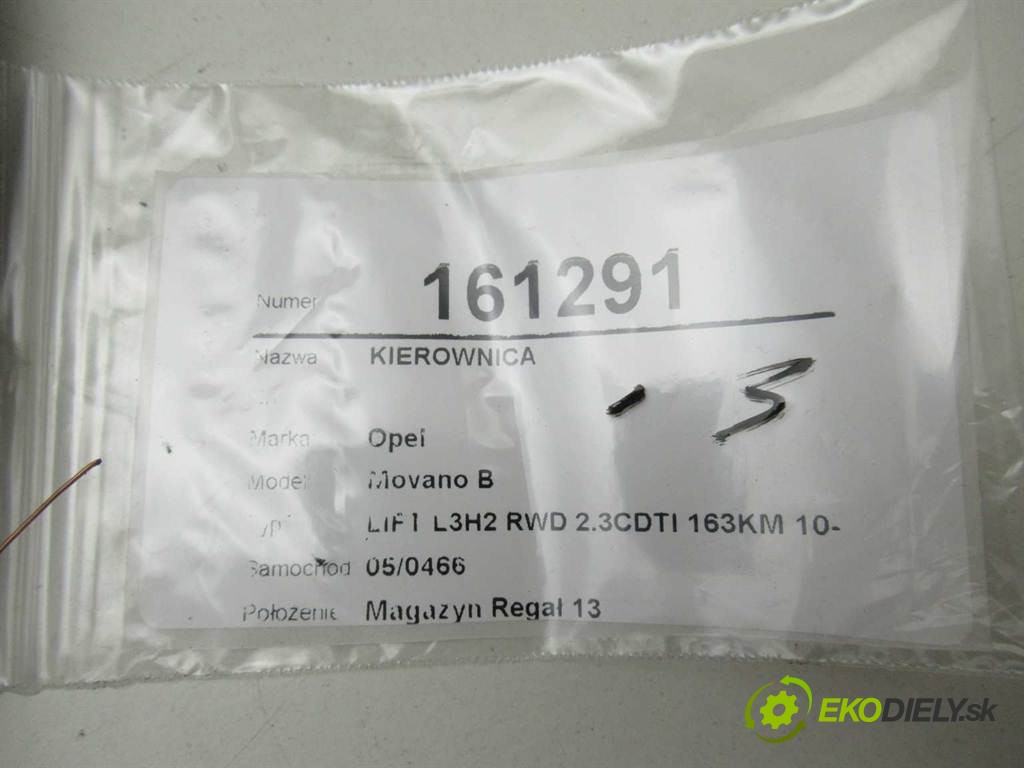 Numer 161291
Nazwa KIEROWNICA
- 3
Marka Opel
Model Movano B
Typ LIFT L3H2 RWD 2.3CDTI 163KM 10-
Samochód 05/0466
Położenie Magazyn Regał 13
EKODIELY.sk